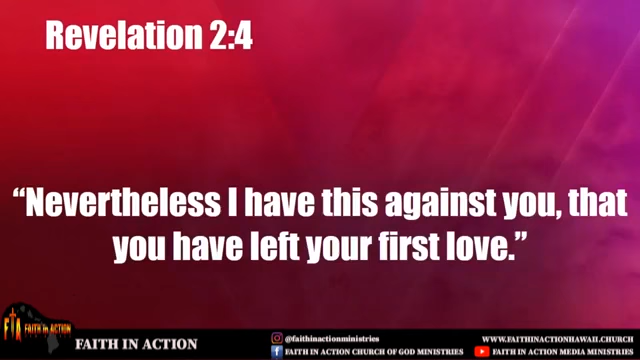 Revelation 2:4
“Nevertheless I have this against you, that
you have left your first love.”
FIA FAITH in ACTION
FAITH IN ACTION
@faithinactionministries
FAITH IN ACTION CHURCH OF GOD MINISTRIES
WWW.FAITHINACTIONHAWAII.CHURCH
FAITH IN ACTION MEDIA MINISTRIES